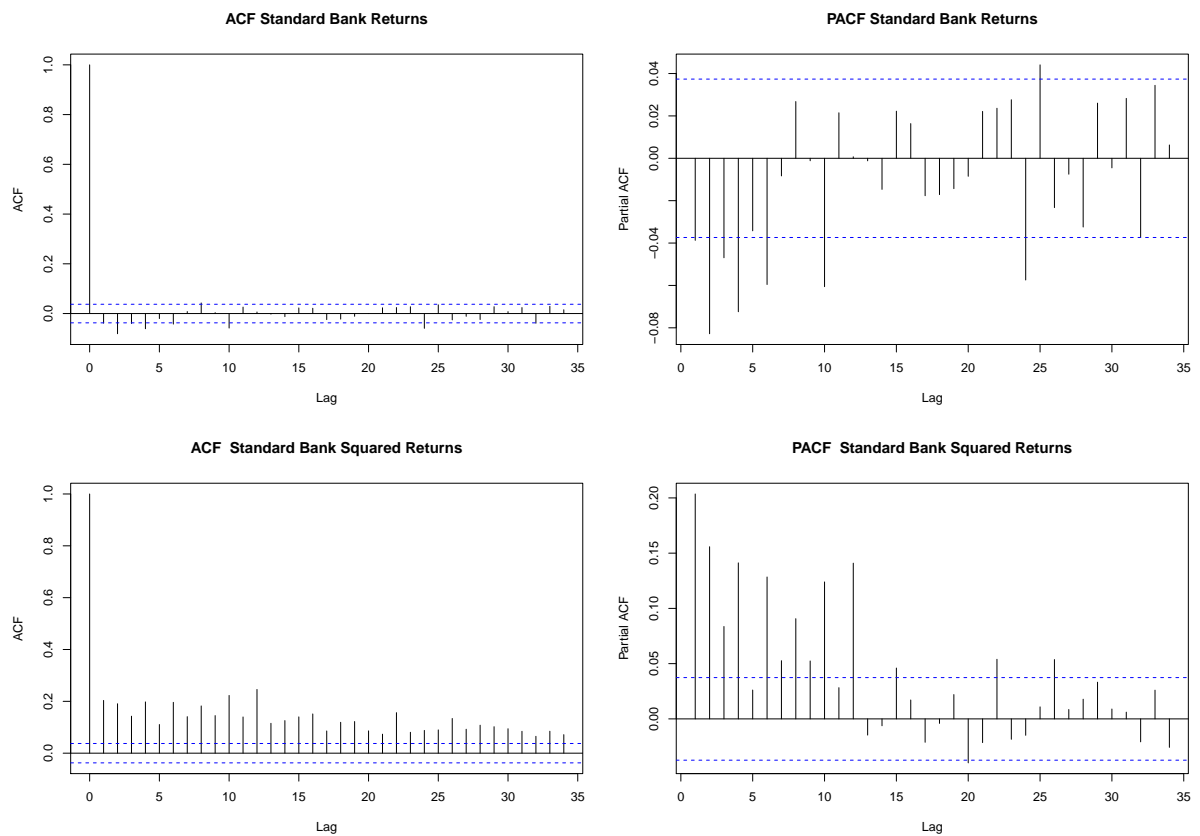 ACF Standard Bank Returns
ACF
0.0 0.2 0.4 0.6 0.8 1.0
0 5 10 15 20 25 30 35
Lag
PACF Standard Bank Returns
Partial ACF
−0.08 −0.04 0.00 0.02 0.04
0 5 10 15 20 25 30 35
Lag
ACF  Standard Bank Squared Returns
ACF
0.0 0.2 0.4 0.6 0.8 1.0
0 5 10 15 20 25 30 35
Lag
PACF  Standard Bank Squared Returns
Partial ACF
0.00 0.05 0.10 0.15 0.20
0 5 10 15 20 25 30 35
Lag